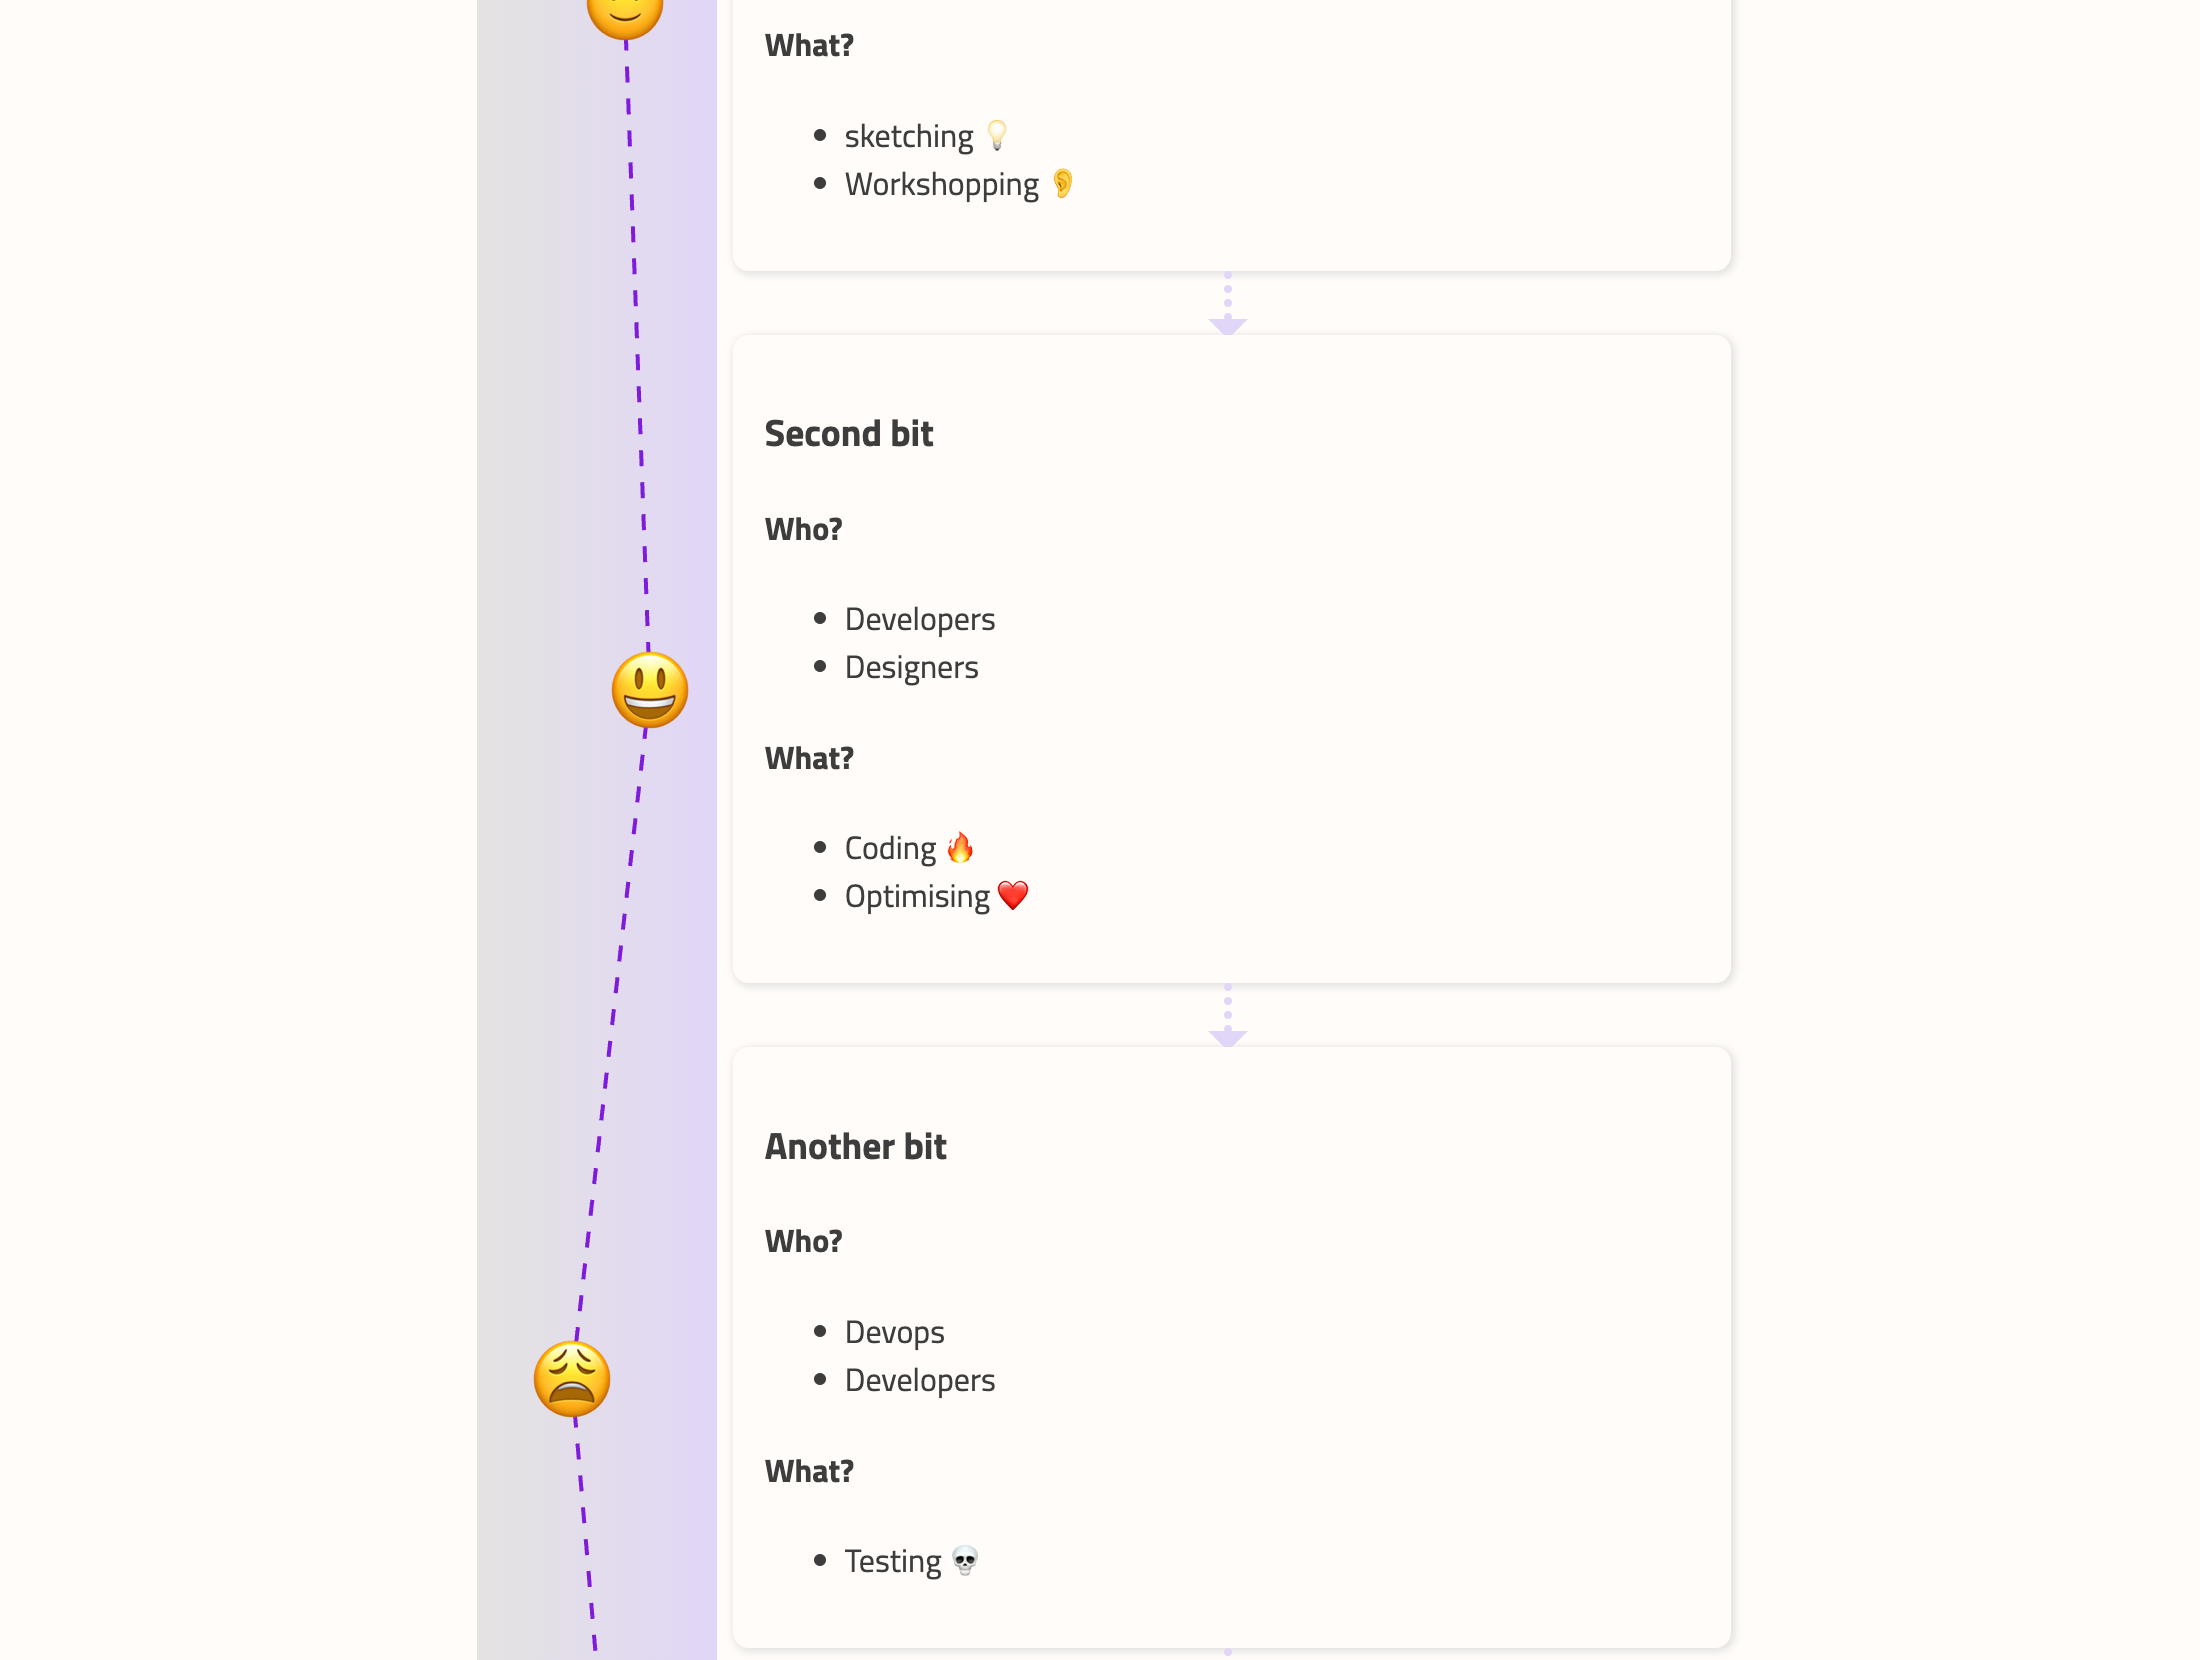 What?
sketching 💡
Workshopping 👂
Second bit
Who?
Developers
Designers
What?
Coding 🔥
Optimising ❤️
Another bit
Who?
Devops
Developers
What?
Testing 💀